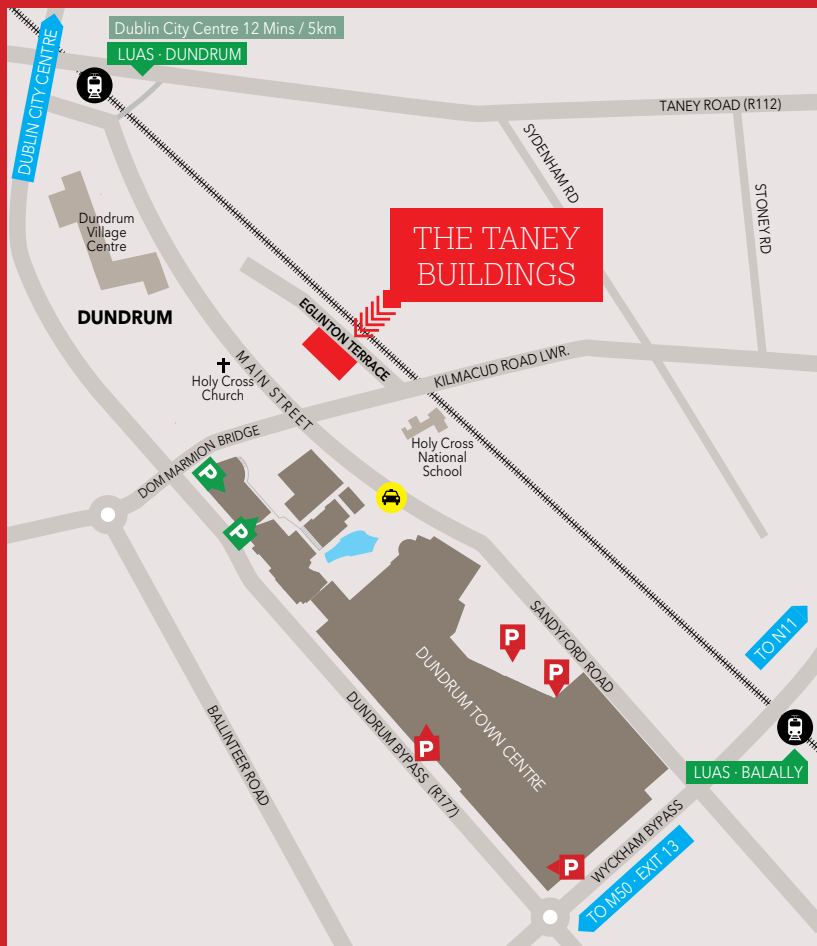 Dublin City Centre 12 Mins / 5km
LUAS · DUNDRUM
DUBLIN CITY CENTRE
TANEY ROAD (R112)
SYDENHAM RD
STONEY RD
Dundrum
Village
Centre
THE TANEY
BUILDINGS
DUNDRUM
EGLINTON TERRACE
KILMACUD ROAD LWR.
MAIN STREET
Holy Cross
Church
DOM MARMION BRIDGE
Holy Cross
National
School
P
P
SANDYFORD ROAD
TO N11
P
P
DUNDRUM TOWN CENTRE
DUNDRUM BYPASS (R177)
P
BALLINTEER ROAD
LUAS · BALALLY
WYCKHAM BYPASS
P
TO M50 · EXIT 13